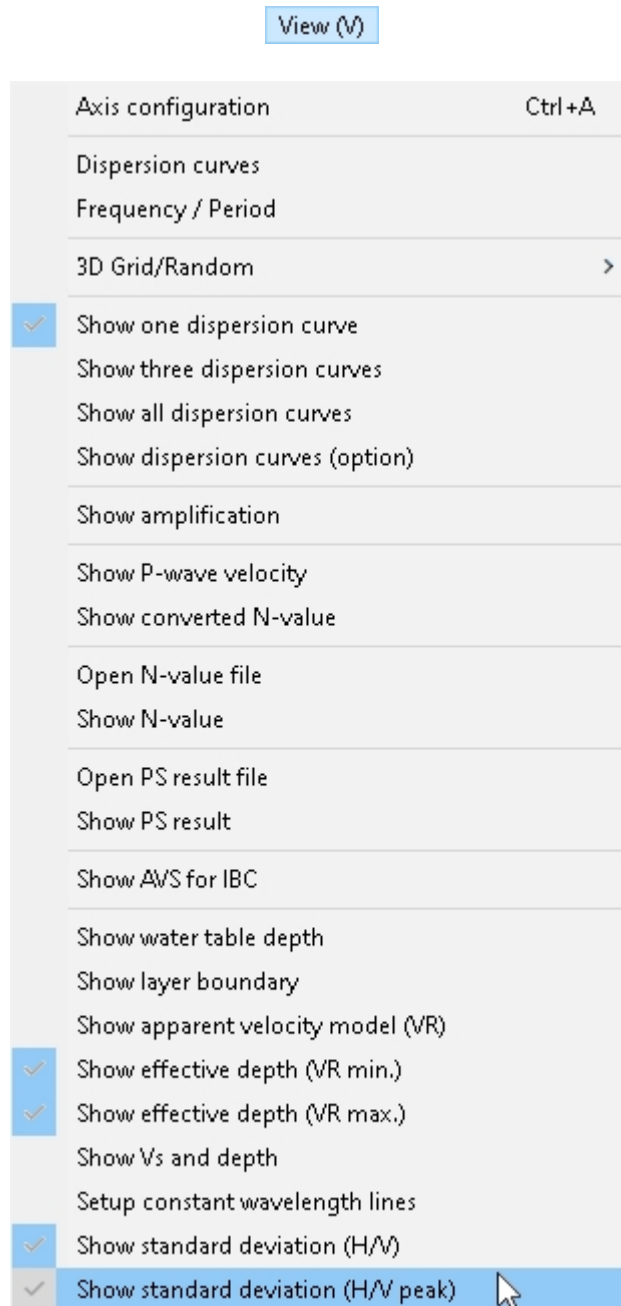 View (V)
Axis configuration Ctrl+A
Dispersion curves
Frequency / Period
3D Grid/Random
Show one dispersion curve
Show three dispersion curves
Show all dispersion curves
Show dispersion curves (option)
Show amplification
Show P-wave velocity
Show converted N-value
Open N-value file
Show N-value
Open PS result file
Show PS result
Show AVS for IBC
Show water table depth
Show layer boundary
Show apparent velocity model (VR)
Show effective depth (VR min.)
Show effective depth (VR max.)
Show Vs and depth
Setup constant wavelength lines
Show standard deviation (H/V)
Show standard deviation (H/V peak)